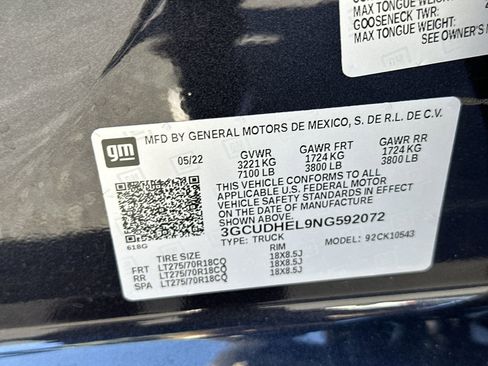 MAX TONGUE WEIGHT:
GOOSENECK TWR:
MAX TONGUE WEIGHT:
SEE OWNER'S
gm
MFD BY GENERAL MOTORS DE MEXICO, S. DE R.L. DE C.V.
05/22 GVWR GAWR FRT GAWR RR
3221 KG 1724 KG 1724 KG
7100 LB 3800 LB 3800 LB
THIS VEHICLE CONFORMS TO ALL
APPLICABLE U.S. FEDERAL MOTOR
VEHICLE SAFETY STANDARDS IN EFFECT
ON THE DATE OF MANUFACTURE
SHOWN ABOVE.
3GCUDHEL9NG592072
618G TYPE: TRUCK MODEL: 92CK10543
TIRE SIZE RIM
FRT LT275/70R18CQ 18X8.5J
RR LT275/70R18CQ 18X8.5J
SPA LT275/70R18CQ 18X8.5J